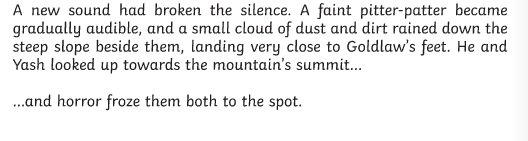 A new sound had broken the silence. A faint pitter-patter became
gradually audible, and a small cloud of dust and dirt rained down the
steep slope beside them, landing very close to Goldlaw’s feet. He and
Yash looked up towards the mountain’s summit...
...and horror froze them both to the spot.